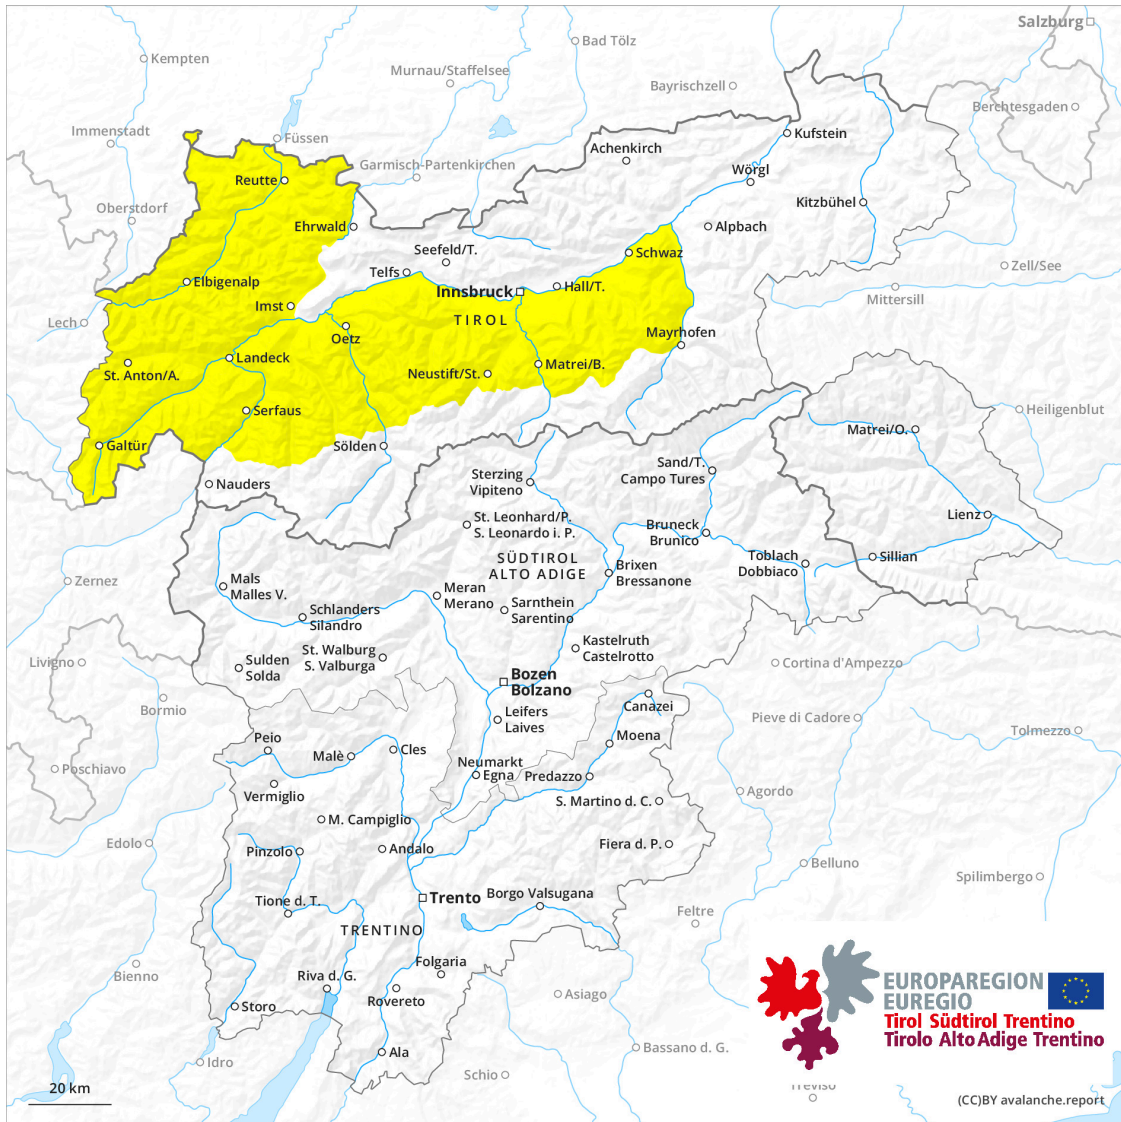 Salzburg
Bad Tölz
Kempten
Murnau/Staffelsee
Bayrischzell
Berchtesgaden
Immenstadt
Füssen
Kufstein
Achenkirch
Garmisch-Partenkirchen
Wörgl
Reutte
Oberstdorf
Kitzbühel
Ehrwald
Alpbach
Seefeld/T.
Schwaz
Telfs
Zell/See
Elbigenalp
Innsbruck
Hall/T.
Mittersill
Imst
TIROL
Lech
Oetz
Mayrhofen
Landeck
St. Anton/A.
Neustift/St.
Matrei/B.
Serfaus
Heiligenblut
Matrei/O.
Galtür
Sölden
Nauders
Sterzing
Vipiteno
Sand/T.
Campo Tures
St. Leonhard/P.
S. Leonardo i. P.
Bruneck
Brunico
Lienz
SÜDTIROL
ALTO ADIGE
Toblach
Dobbiaco
Sillian
Brixen
Bressanone
Zernez
Mals
Malles V.
Meran
Merano
Sarnthein
Sarentino
Schlanders
Silandro
Kastelruth
Castelrotto
St. Walburg
S. Valburga
Livigno
Sulden
Solda
Cortina d'Ampezzo
Bozen
Bolzano
Bormio
Canazei
Leifers
Laives
Pieve di Cadore
Tolmezzo
Peio
Malè
Cles
Moena
Poschiavo
Neumarkt
Egna
Predazzo
Vermiglio
S. Martino d. C.
Agordo
M. Campiglio
Edolo
Pinzolo
Andalo
Fiera d. P.
Belluno
Spilimbergo
Trento
Borgo Valsugana
Tione d. T.
Feltre
TRENTINO
Bienno
Folgaria
Riva d. G.
Rovereto
Asiago
Storo
EUROPAREGION
EUREGIO
Tirol Südtirol Trentino
Tirolo Alto Adige Trentino
Idro
Ala
Bassano d. G.
Schio
Treviso
20 km
(CC)BY avalanche.report